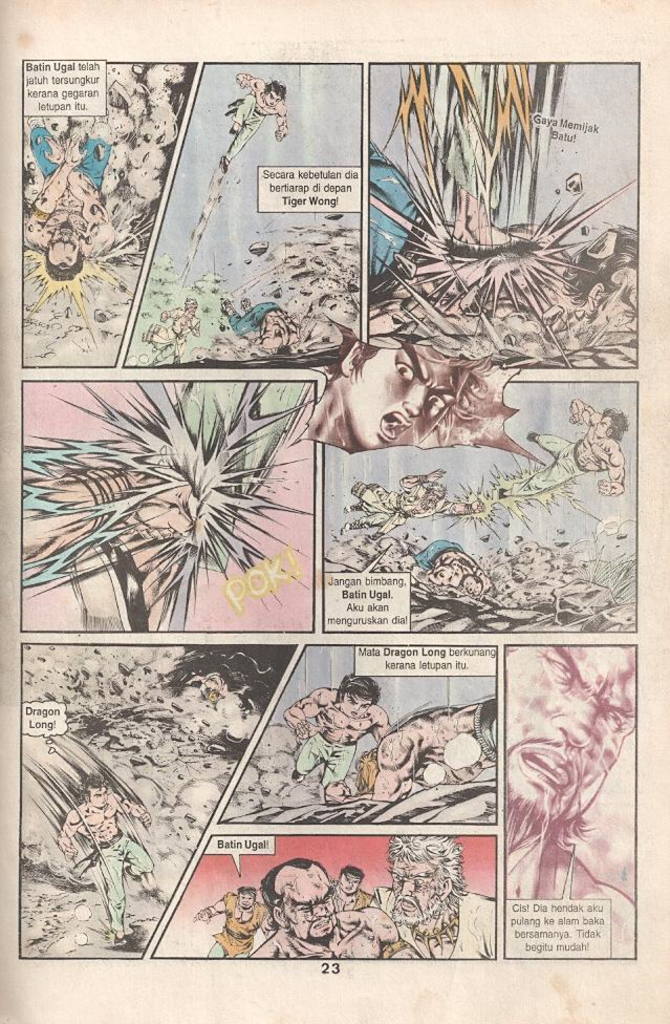 Batin Ugal telah
jatuh tersungkur
kerana gegaran
letupan itu.
Secara kebetulan dia
bertiarap di depan
Tiger Wong!
Gaya Memijak
Batu!
POK!
Jangan bimbang,
Batin Ugal.
Aku akan
menguruskan dia!
Dragon
Long!
Mata Dragon Long berkunang
kerana letupan itu.
Batin Ugal!
Cis! Dia hendak aku
pulang ke alam baka
bersamanya. Tidak
begitu mudah!
23